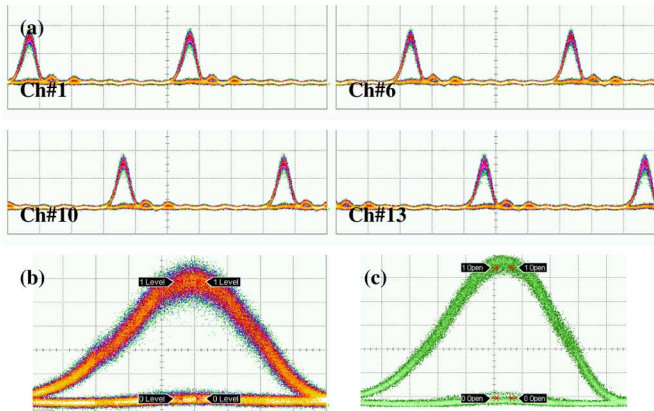 (a)
Ch#1
Ch#6
Ch#10
Ch#13
(b)
1 Level 1 Level
0 Level 0 Level
(c)
1 Open 1 Open
0 Open 0 Open